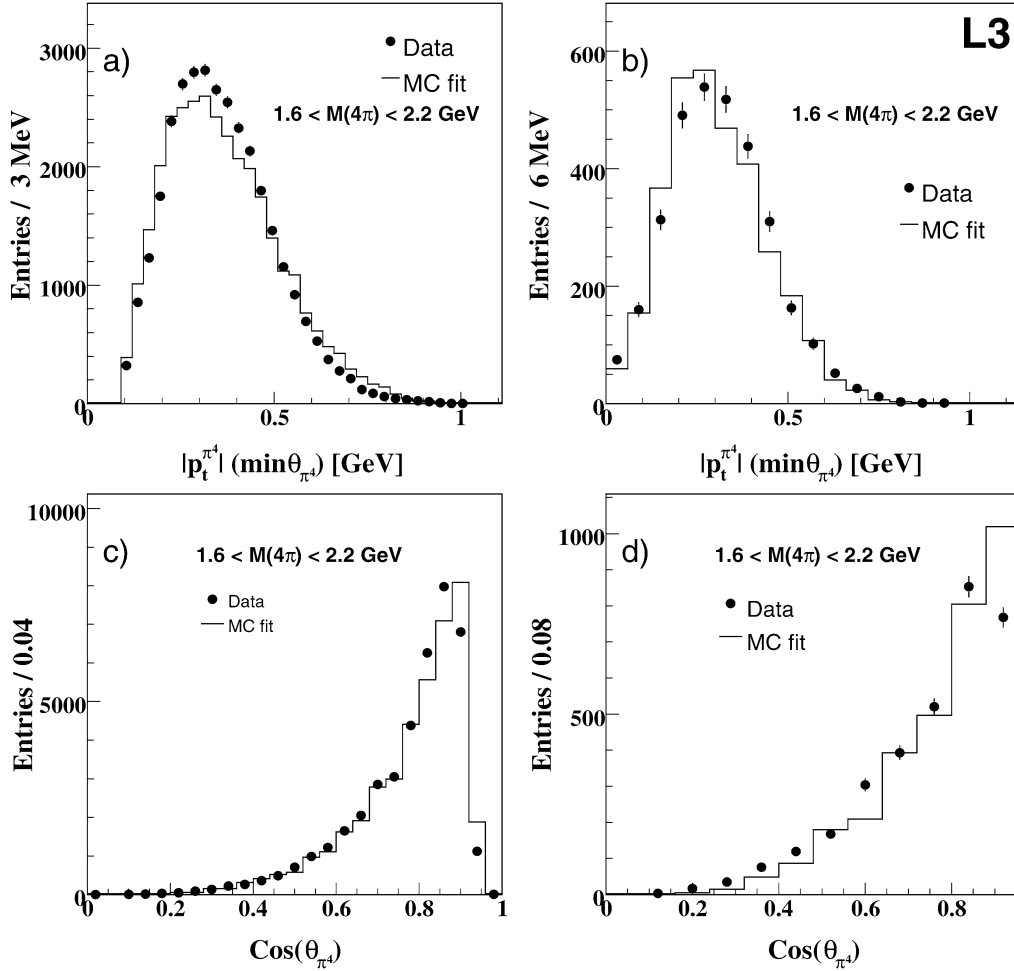 a)
Data
MC fit
1.6 < M(4π) < 2.2 GeV
3000
2000
1000
0
0
0.5
1
Entries / 3 MeV
|p_t^{π^4}| (minθ_{π^4}) [GeV]
L3
b)
1.6 < M(4π) < 2.2 GeV
Data
MC fit
600
400
200
0
0
0.5
1
Entries / 6 MeV
|p_t^{π^4}| (minθ_{π^4}) [GeV]
c)
1.6 < M(4π) < 2.2 GeV
Data
MC fit
10000
5000
0
0
0.2
0.4
0.6
0.8
1
Entries / 0.04
Cos(θ_{π^4})
d)
1.6 < M(4π) < 2.2 GeV
Data
MC fit
1000
500
0
0
0.2
0.4
0.6
0.8
Entries / 0.08
Cos(θ_{π^4})